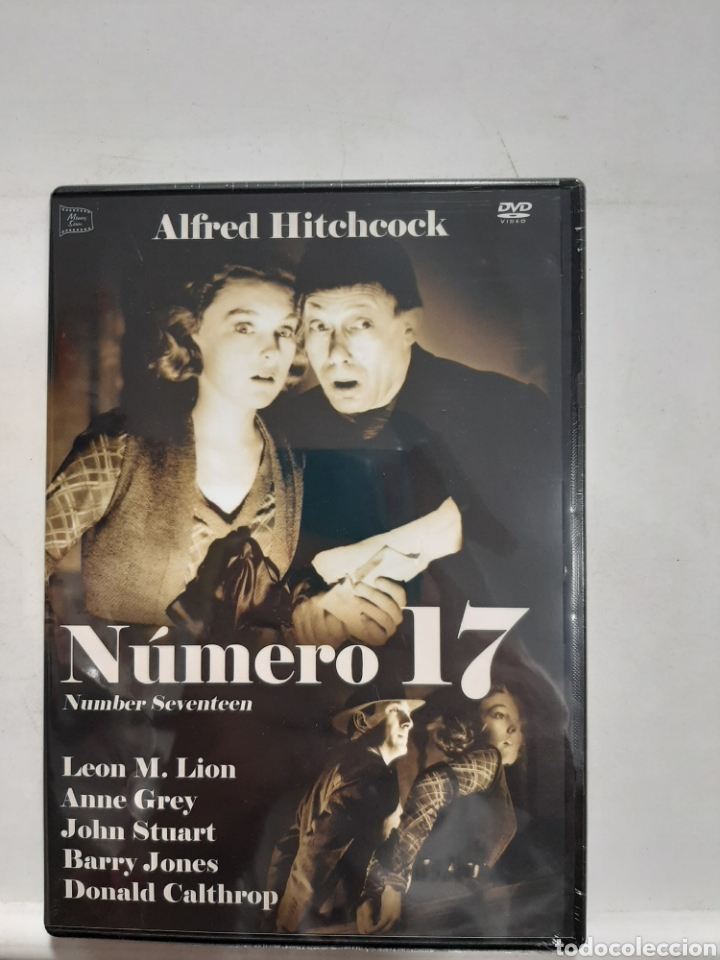 Alfred Hitchcock
DVD
VIDEO
Número 17
Number Seventeen
Leon M. Lion
Anne Grey
John Stuart
Barry Jones
Donald Calthrop
todocoleccion